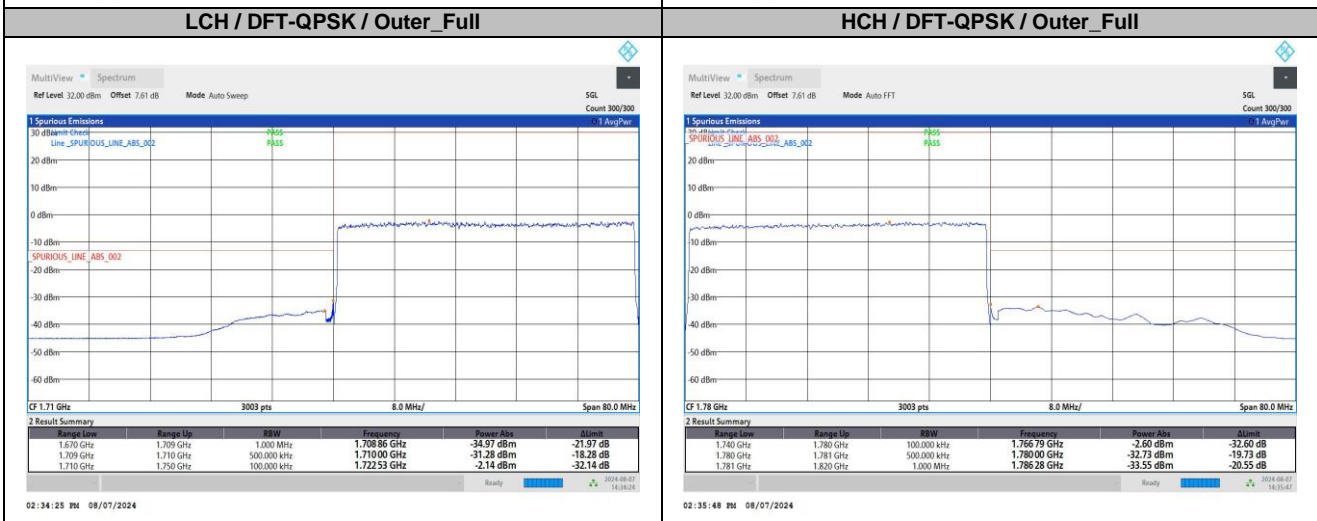 LCH / DFT-QPSK / Outer_Full
MultiView Spectrum
Ref Level 32.00 dBm Offset 7.61 dB Mode Auto Sweep SGL
Count 300/300
1 Spurious Emissions 1 AvgPwr
30 dBm Limit Check PASS
Line _SPURIOUS_LINE_ABS_002 PASS
20 dBm
10 dBm
0 dBm
-10 dBm
_SPURIOUS_LINE_ABS_002
-20 dBm
-30 dBm
-40 dBm
-50 dBm
-60 dBm
CF 1.71 GHz 3003 pts 8.0 MHz/ Span 80.0 MHz
2 Result Summary
Range Low Range Up RBW Frequency Power Abs ΔLimit
1.670 GHz 1.709 GHz 1.000 MHz 1.708 86 GHz -34.97 dBm -21.97 dB
1.709 GHz 1.710 GHz 500.000 kHz 1.710 00 GHz -31.28 dBm -18.28 dB
1.710 GHz 1.750 GHz 100.000 kHz 1.722 53 GHz -2.14 dBm -32.14 dB
Ready 2024-08-07
14:34:24
02:34:25 PM 08/07/2024
HCH / DFT-QPSK / Outer_Full
MultiView Spectrum
Ref Level 32.00 dBm Offset 7.61 dB Mode Auto FFT SGL
Count 300/300
1 Spurious Emissions 1 AvgPwr
30 dBm Limit Check PASS
_SPURIOUS_LINE_ABS_002
Line _SPURIOUS_LINE_ABS_002 PASS
20 dBm
10 dBm
0 dBm
-10 dBm
-20 dBm
-30 dBm
-40 dBm
-50 dBm
-60 dBm
CF 1.78 GHz 3003 pts 8.0 MHz/ Span 80.0 MHz
2 Result Summary
Range Low Range Up RBW Frequency Power Abs ΔLimit
1.740 GHz 1.780 GHz 100.000 kHz 1.766 79 GHz -2.60 dBm -32.60 dB
1.780 GHz 1.781 GHz 500.000 kHz 1.780 00 GHz -32.73 dBm -19.73 dB
1.781 GHz 1.820 GHz 1.000 MHz 1.786 28 GHz -33.55 dBm -20.55 dB
Ready 2024-08-07
14:35:47
02:35:48 PM 08/07/2024